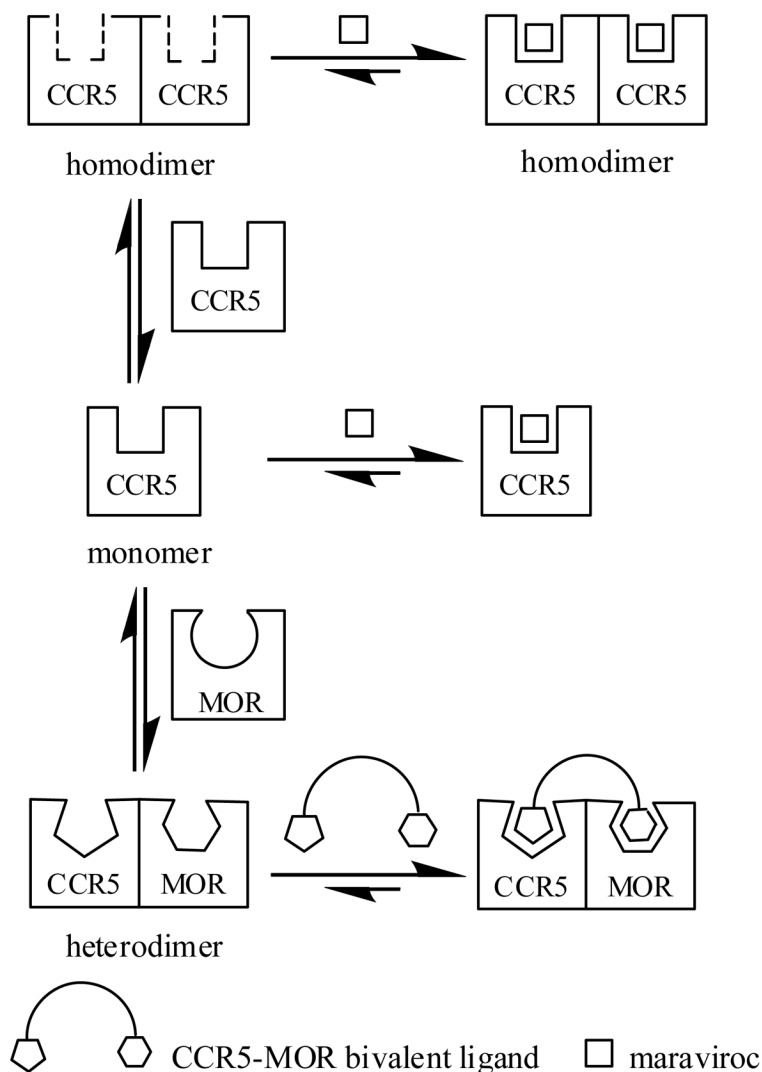 CCR5 CCR5 CCR5 CCR5
homodimer homodimer
CCR5
CCR5 CCR5
monomer
MOR
CCR5 MOR CCR5 MOR
heterodimer
CCR5-MOR bivalent ligand maraviroc